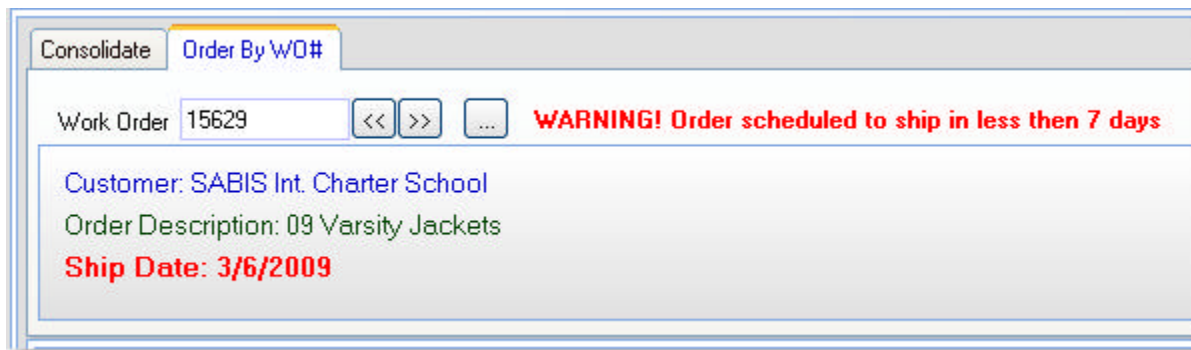 Consolidate Order By WO#
Work Order 15629 << >> ... WARNING! Order scheduled to ship in less then 7 days
Customer: SABIS Int. Charter School
Order Description: 09 Varsity Jackets
Ship Date: 3/6/2009